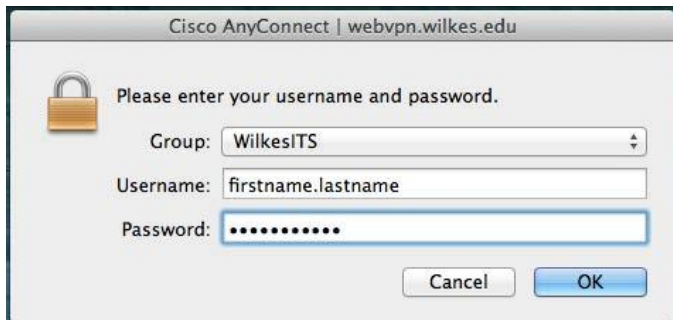 Cisco AnyConnect | webvpn.wilkes.edu
Please enter your username and password.
Group: WilkesITS
Username: firstname.lastname
Password: •••••••••••
Cancel OK